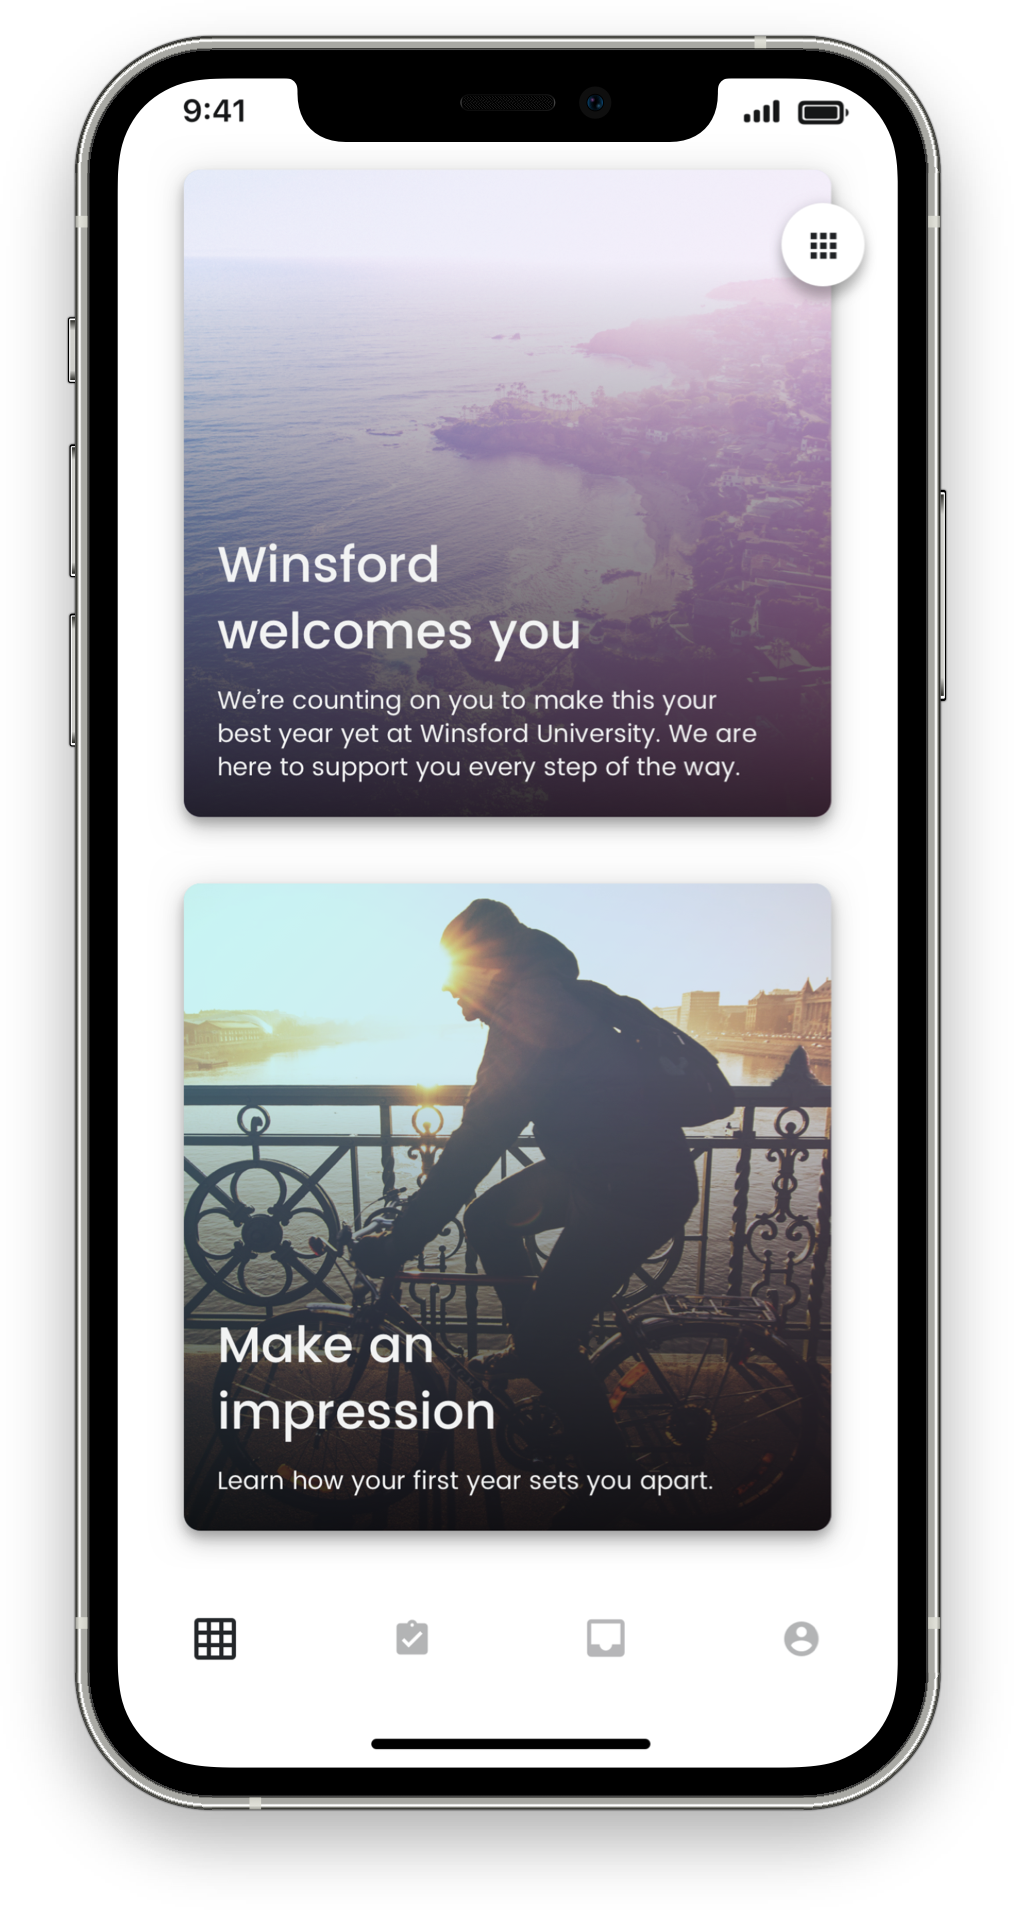 9:41
Winsford
welcomes you
We’re counting on you to make this your
best year yet at Winsford University. We are
here to support you every step of the way.
Make an
impression
Learn how your first year sets you apart.